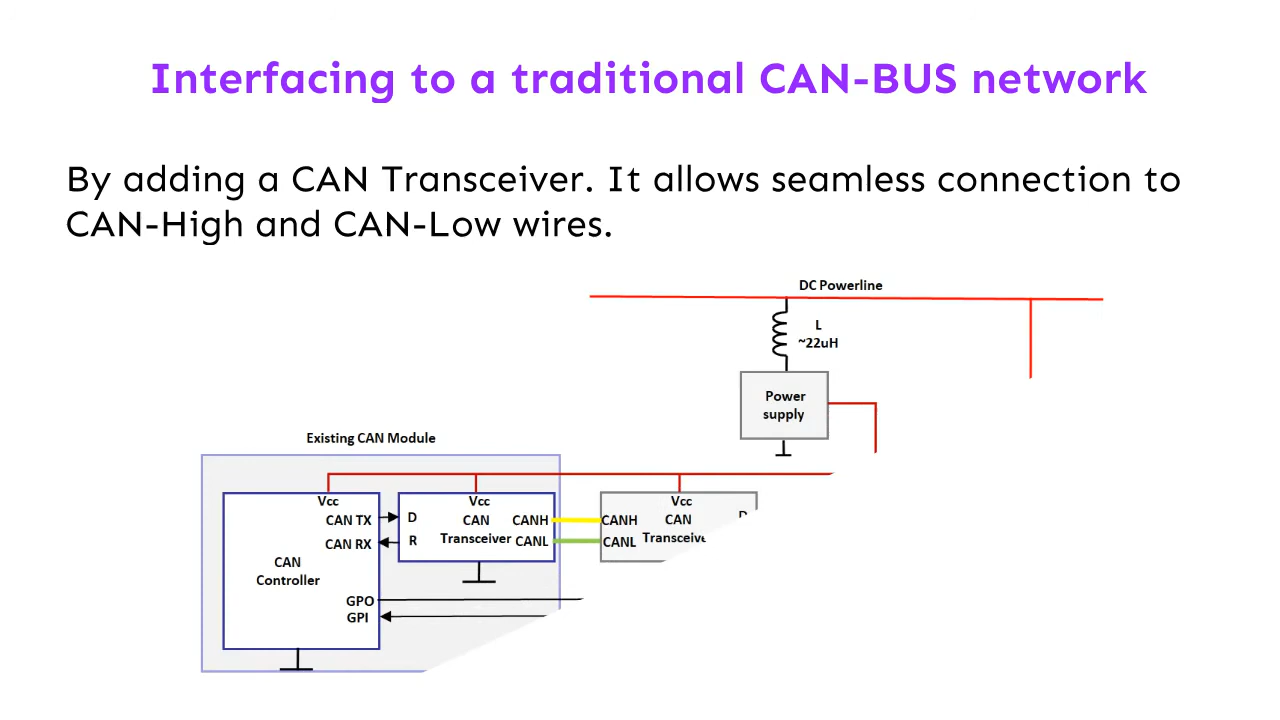 Interfacing to a traditional CAN-BUS network
By adding a CAN Transceiver. It allows seamless connection to
CAN-High and CAN-Low wires.
DC Powerline
L
~22uH
Power
supply
Existing CAN Module
Vcc
CAN TX
CAN RX
CAN
Controller
GPO
GPI
D
R
Vcc
CAN
Transceiver
CANH
CANL
CANH
CANL
Vcc
CAN